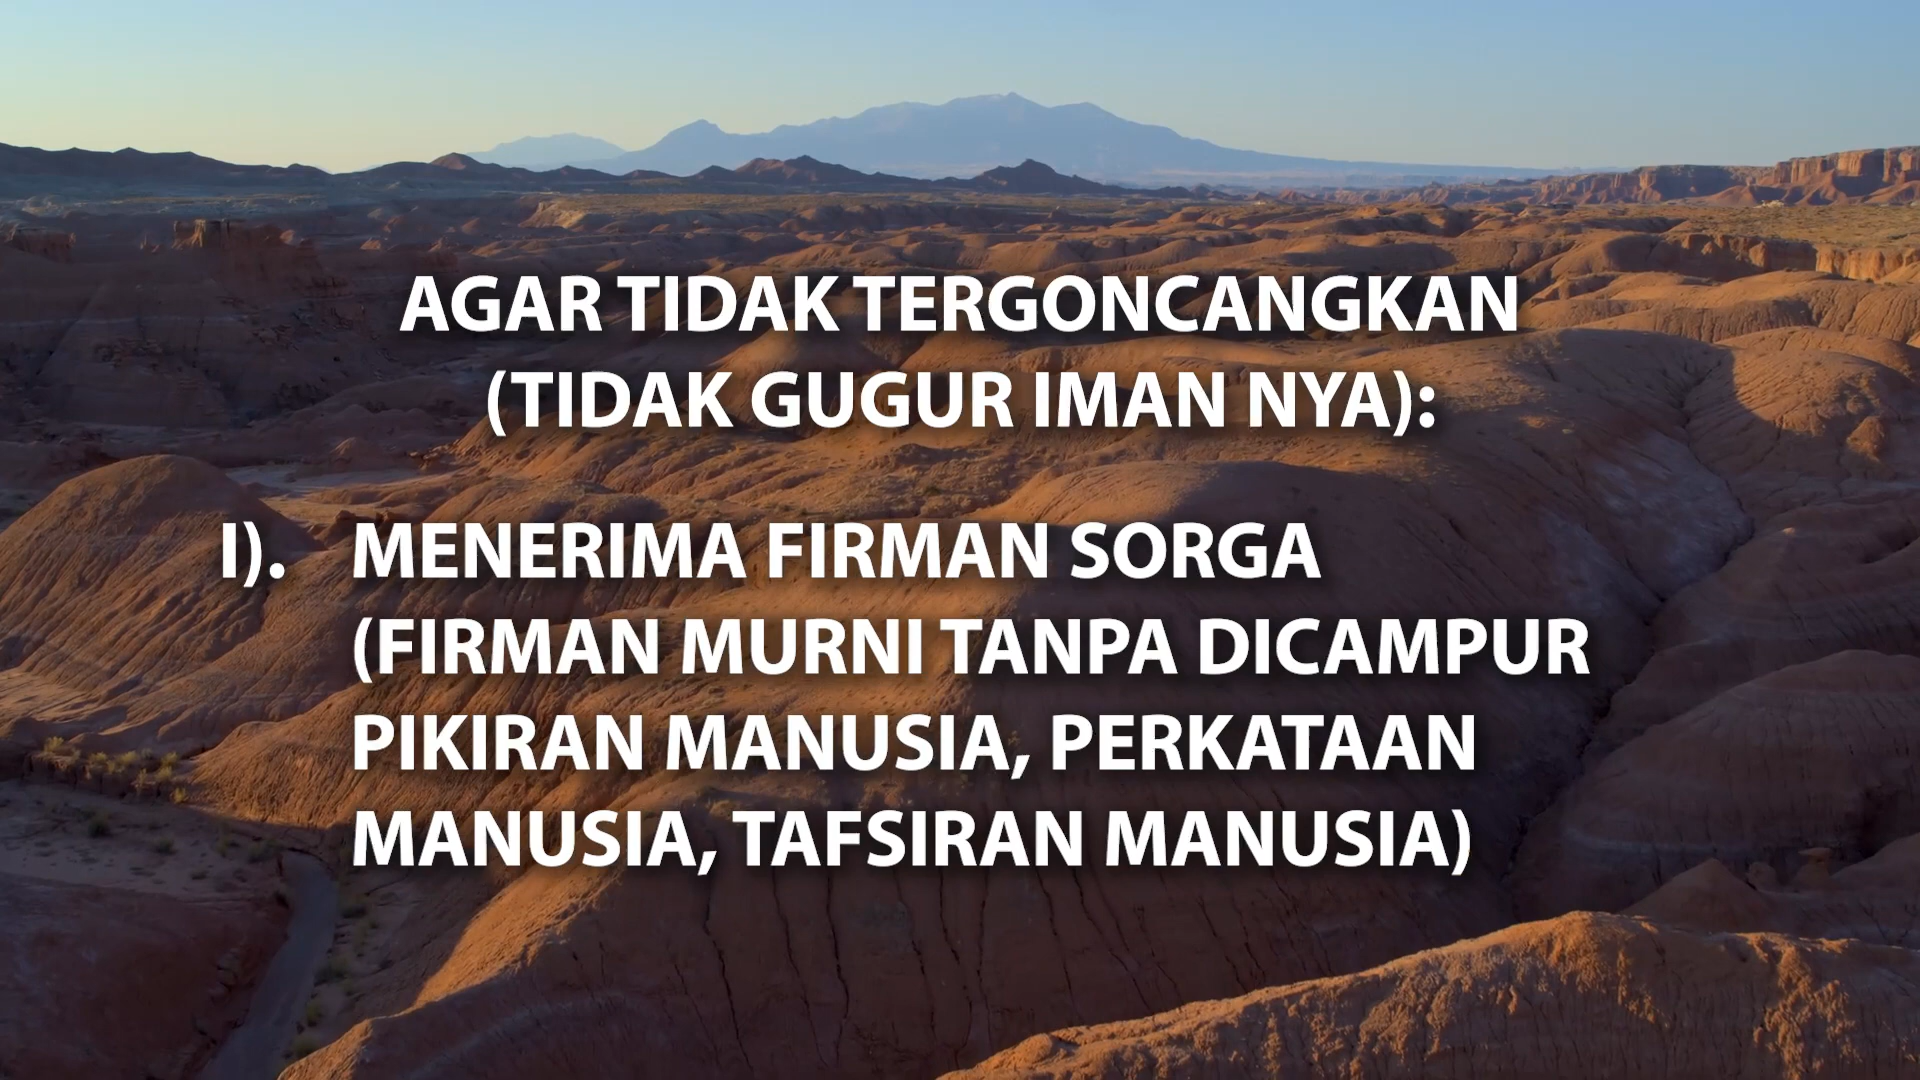 AGAR TIDAK TERGONCANGKAN
(TIDAK GUGUR IMAN NYA):
I). MENERIMA FIRMAN SORGA
(FIRMAN MURNI TANPA DICAMPUR
PIKIRAN MANUSIA, PERKATAAN
MANUSIA, TAFSIRAN MANUSIA)